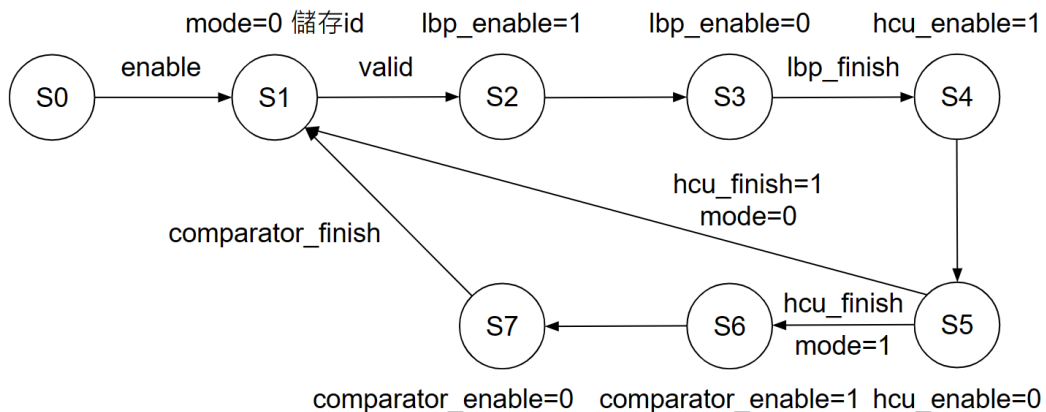 mode=0 儲存id
lbp_enable=1
lbp_enable=0
hcu_enable=1
S0
enable
S1
valid
S2
S3
lbp_finish
S4
hcu_finish=1
mode=0
comparator_finish
S7
S6
hcu_finish
mode=1
S5
comparator_enable=0
comparator_enable=1
hcu_enable=0